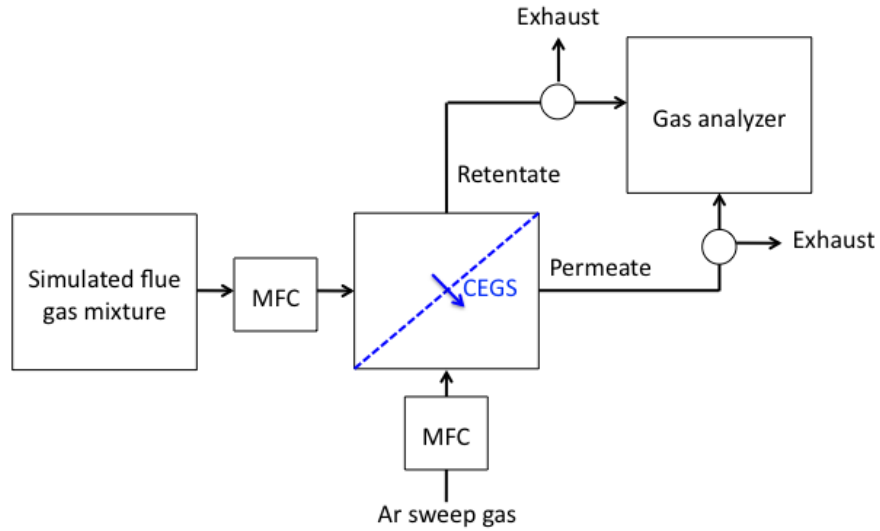 Exhaust
Gas analyzer
Retentate
Exhaust
Permeate
Simulated flue
gas mixture
MFC
CEGS
MFC
Ar sweep gas